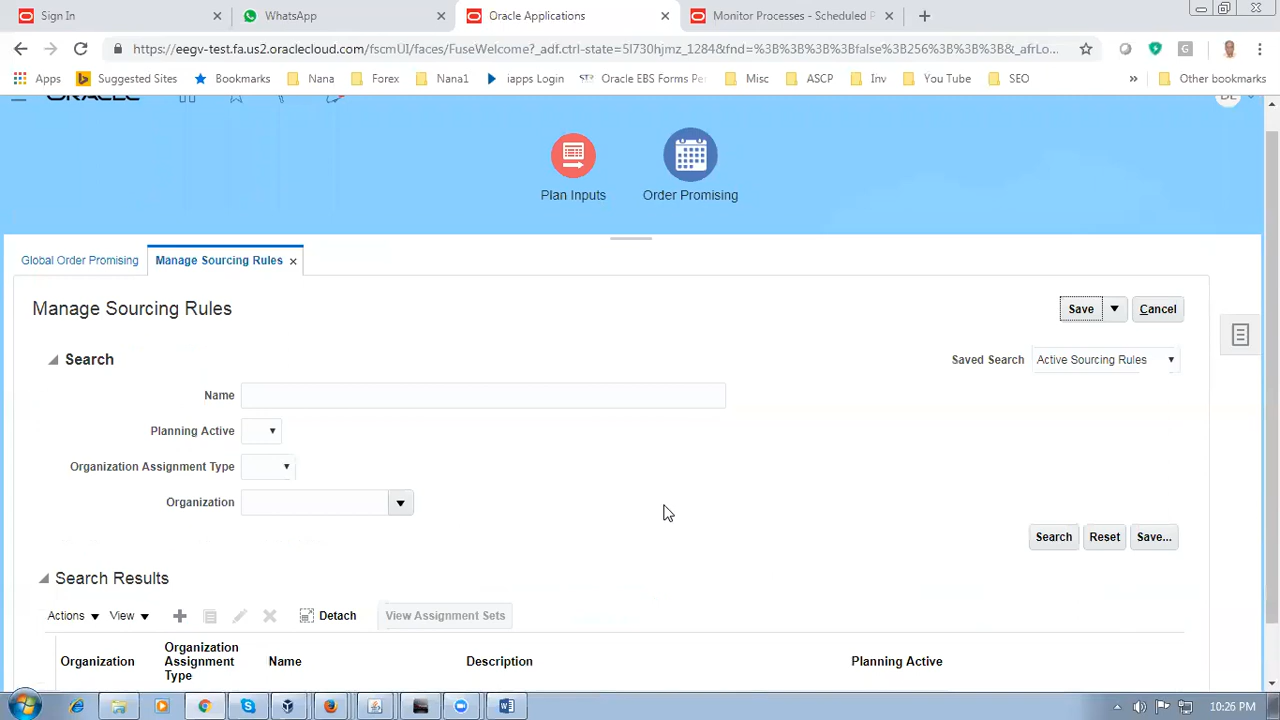 Sign In
WhatsApp
Oracle Applications
Monitor Processes - Scheduled P
https://eegv-test.fa.us2.oraclecloud.com/fscmUI/faces/FuseWelcome?_adf.ctrl-state=5l730hjmz_1284&fnd=%3B%3B%3B%3Bfalse%3B256%3B%3B%3B&_afrLo...
Apps Suggested Sites Bookmarks Nana Forex Nana1 iapps Login Oracle EBS Forms Pe Misc ASCP Inv You Tube SEO » Other bookmarks
ORACLE
Plan Inputs Order Promising
Global Order Promising Manage Sourcing Rules
Manage Sourcing Rules Save Cancel
Search Saved Search Active Sourcing Rules
Name
Planning Active
Organization Assignment Type
Organization
Search Reset Save...
Search Results
Actions View Detach View Assignment Sets
Organization
Organization Assignment Type
Name
Description
Planning Active
10:26 PM